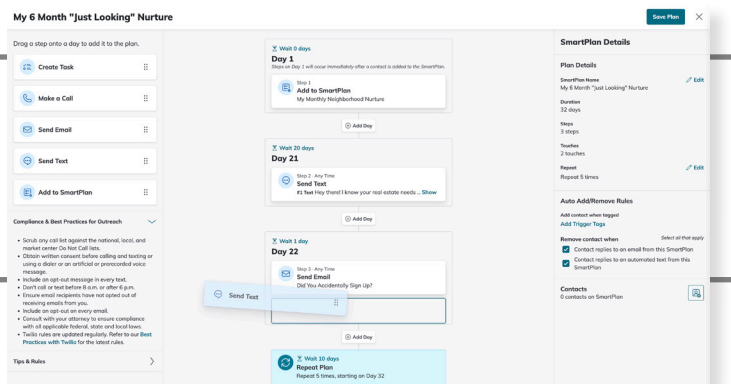 My 6 Month "Just Looking" Nurture
Save Plan
Drag a step onto a day to add it to the plan.
Create Task
Make a Call
Send Email
Send Text
Add to SmartPlan
Compliance & Best Practices for Outreach
• Scrub any call list against the national, local, and
market center Do Not Call lists.
• Obtain written consent before calling and texting or
using a dialer or an artificial or prerecorded voice
message.
• Include an opt-out message in every text.
• Don't call or text before 8 a.m. or after 6 p.m.
• Ensure email recipients have not opted out of
receiving emails from you.
• Include an opt-out on every email.
• Consult with your attorney to ensure compliance
with all applicable federal, state and local laws.
• Twilio rules are updated regularly. Refer to our Best
Practices with Twilio for the latest rules.
Tips & Rules
Wait 0 days
Day 1
Steps on Day 1 will occur immediately after a contact is added to the SmartPlan.
Step 1
Add to SmartPlan
My Monthly Neighborhood Nurture
Add Day
Wait 20 days
Day 21
Step 2 · Any Time
Send Text
#1 Text Hey there! I know your real estate needs ... Show
Add Day
Wait 1 day
Day 22
Step 3 · Any Time
Send Email
Did You Accidentally Sign Up?
Send Text
Add Day
Wait 10 days
Repeat Plan
Repeat 5 times, starting on Day 32
SmartPlan Details
Plan Details
SmartPlan Name
Edit
My 6 Month "Just Looking" Nurture
Duration
32 days
Steps
3 steps
Touches
2 touches
Repeat
Edit
Repeat 5 times
Auto Add/Remove Rules
Add contact when tagged
Add Trigger Tags
Remove contact when
Select all that apply
Contact replies to an email from this SmartPlan
Contact replies to an automated text from this
SmartPlan
Contacts
0 contacts on SmartPlan